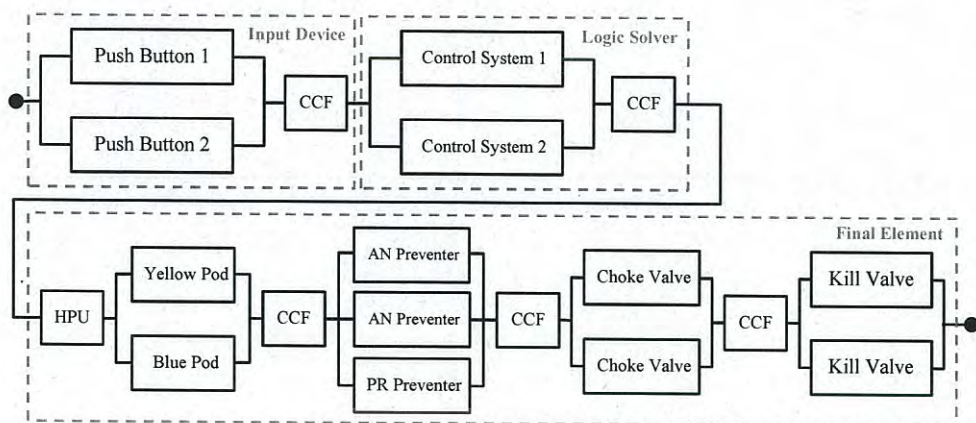 Input Device
Push Button 1
CCF
Push Button 2
Logic Solver
Control System 1
CCF
Control System 2
Final Element
HPU
Yellow Pod
Blue Pod
CCF
AN Preventer
AN Preventer
PR Preventer
CCF
Choke Valve
Choke Valve
CCF
Kill Valve
Kill Valve